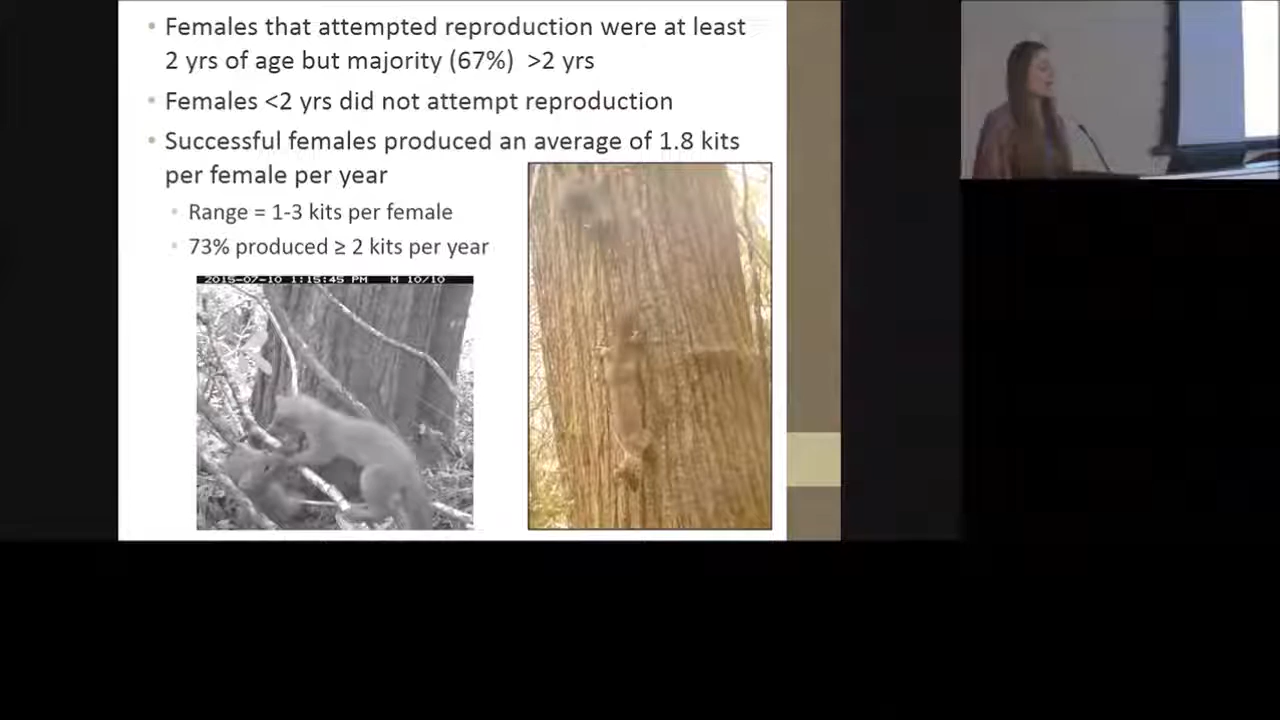 • Females that attempted reproduction were at least
2 yrs of age but majority (67%) >2 yrs
• Females <2 yrs did not attempt reproduction
• Successful females produced an average of 1.8 kits
per female per year
• Range = 1-3 kits per female
• 73% produced ≥ 2 kits per year
2015-07-10 1:15:45 PM M 10/10